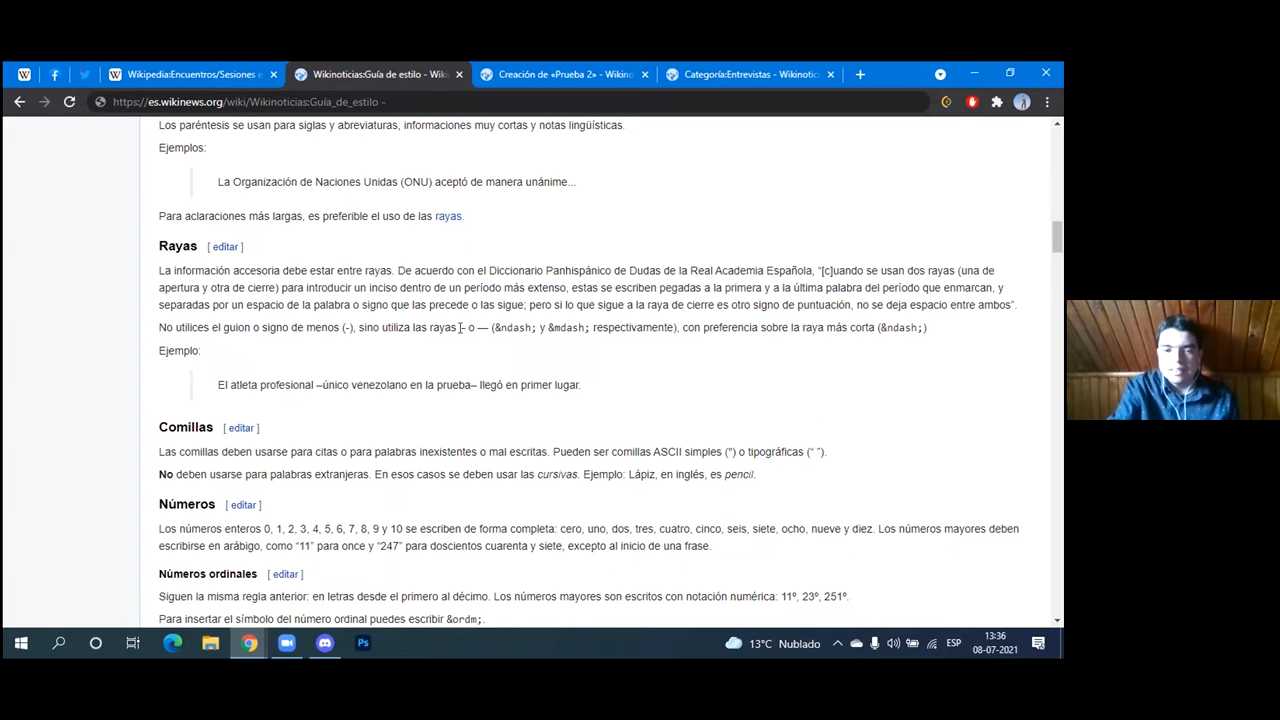 Wikipedia:Encuentros/Sesiones e
Wikinoticias:Guía de estilo - Wiki
Creación de «Prueba 2» - Wikino
Categoría:Entrevistas - Wikinotic
https://es.wikinews.org/wiki/Wikinoticias:Guía_de_estilo -
Los paréntesis se usan para siglas y abreviaturas, informaciones muy cortas y notas lingüísticas.
Ejemplos:
La Organización de Naciones Unidas (ONU) aceptó de manera unánime...
Para aclaraciones más largas, es preferible el uso de las rayas.
Rayas [ editar ]
La información accesoria debe estar entre rayas. De acuerdo con el Diccionario Panhispánico de Dudas de la Real Academia Española, “[c]uando se usan dos rayas (una de
apertura y otra de cierre) para introducir un inciso dentro de un período más extenso, estas se escriben pegadas a la primera y a la última palabra del período que enmarcan, y
separadas por un espacio de la palabra o signo que las precede o las sigue; pero si lo que sigue a la raya de cierre es otro signo de puntuación, no se deja espacio entre ambos”.
No utilices el guion o signo de menos (-), sino utiliza las rayas – o — (&ndash; y &mdash; respectivamente), con preferencia sobre la raya más corta (&ndash;)
Ejemplo:
El atleta profesional –único venezolano en la prueba– llegó en primer lugar.
Comillas [ editar ]
Las comillas deben usarse para citas o para palabras inexistentes o mal escritas. Pueden ser comillas ASCII simples (") o tipográficas (“ ”).
No deben usarse para palabras extranjeras. En esos casos se deben usar las cursivas. Ejemplo: Lápiz, en inglés, es pencil.
Números [ editar ]
Los números enteros 0, 1, 2, 3, 4, 5, 6, 7, 8, 9 y 10 se escriben de forma completa: cero, uno, dos, tres, cuatro, cinco, seis, siete, ocho, nueve y diez. Los números mayores deben
escribirse en arábigo, como “11” para once y “247” para doscientos cuarenta y siete, excepto al inicio de una frase.
Números ordinales [ editar ]
Siguen la misma regla anterior: en letras desde el primero al décimo. Los números mayores son escritos con notación numérica: 11º, 23º, 251º.
Para insertar el símbolo del número ordinal puedes escribir &ordm;.
13°C Nublado
ESP
13:36
08-07-2021